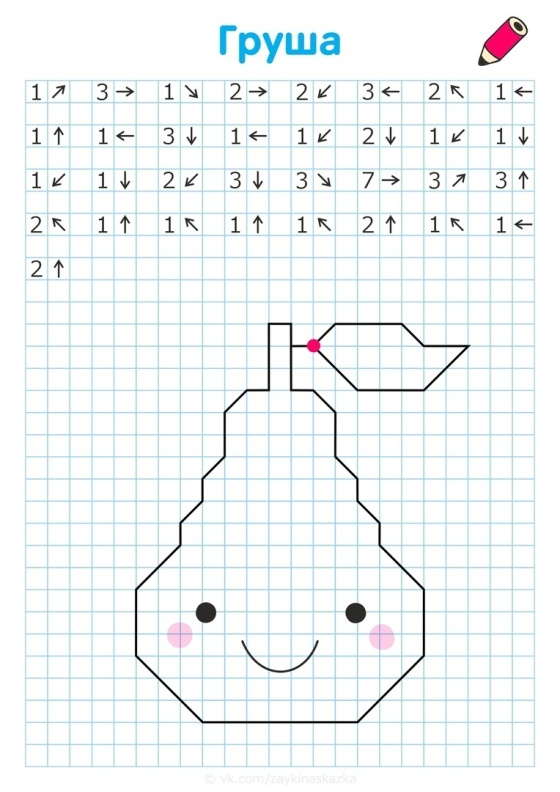 Груша
1 ↗ 3 → 1 ↘ 2 → 2 ↙ 3 ← 2 ↖ 1 ←
1 ↑ 1 ← 3 ↓ 1 ← 1 ↙ 2 ↓ 1 ↙ 1 ↓
1 ↙ 1 ↓ 2 ↙ 3 ↓ 3 ↘ 7 → 3 ↗ 3 ↑
2 ↖ 1 ↑ 1 ↖ 1 ↑ 1 ↖ 2 ↑ 1 ↖ 1 ←
2 ↑
© vk.com/zaykinaskazka